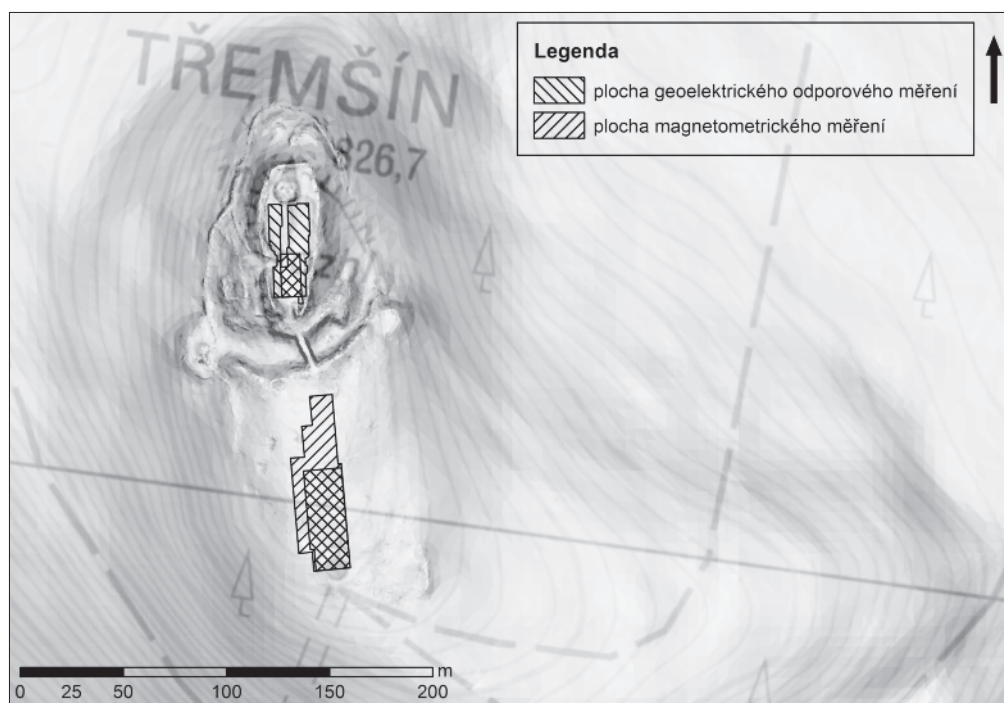 TŘEMŠÍN
826,7
Legenda
plocha geoelektrického odporového měření
plocha magnetometrického měření
m
0 25 50 100 150 200